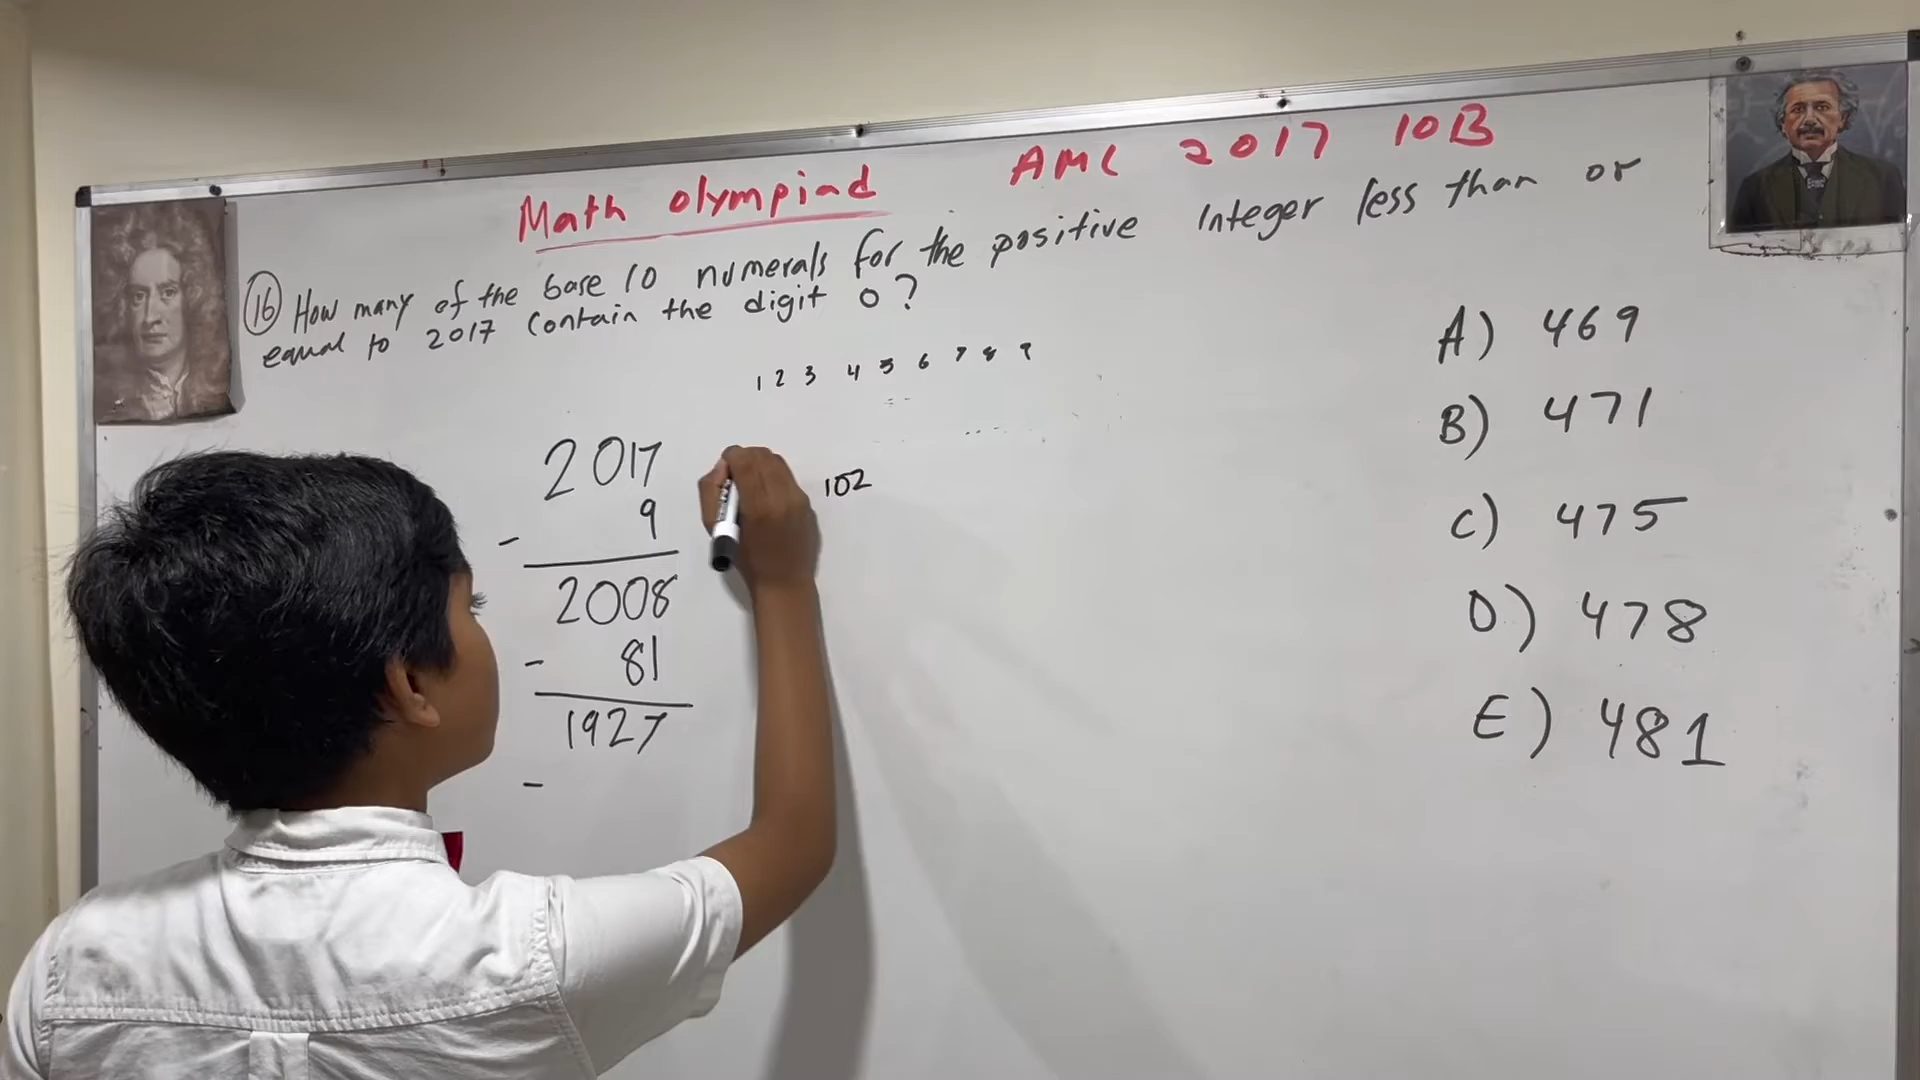 Math olympiad AMC 2017 10B
16 How many of the base 10 numerals for the positive Integer less than or
equal to 2017 contain the digit 0?
1 2 3 4 5 6 7 8 9
2017
- 9
2008
- 81
1927
-
102
A) 469
B) 471
C) 475
D) 478
E) 481